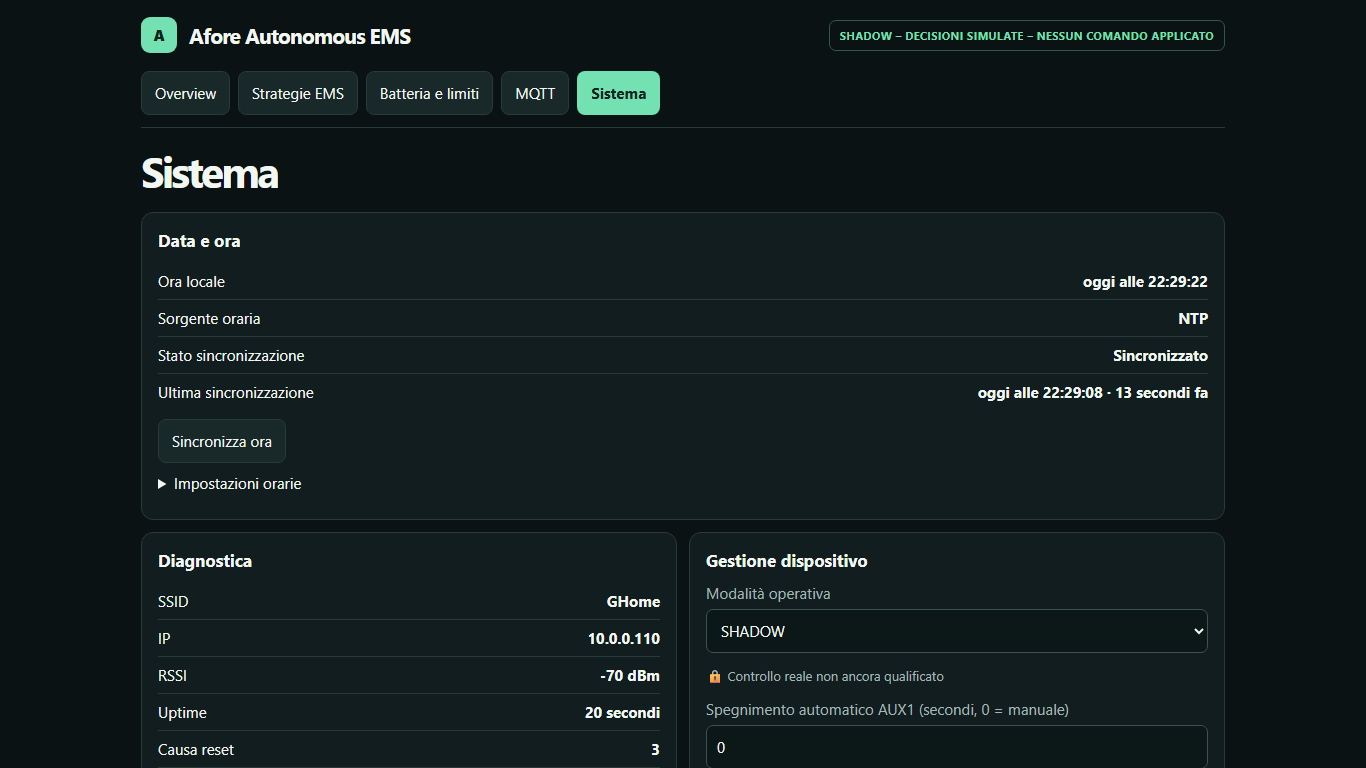 A
Afore Autonomous EMS
SHADOW – DECISIONI SIMULATE – NESSUN COMANDO APPLICATO
Overview
Strategie EMS
Batteria e limiti
MQTT
Sistema
Sistema
Data e ora
Ora locale oggi alle 22:29:22
Sorgente oraria NTP
Stato sincronizzazione Sincronizzato
Ultima sincronizzazione oggi alle 22:29:08 · 13 secondi fa
Sincronizza ora
Impostazioni orarie
Diagnostica
SSID GHome
IP 10.0.0.110
RSSI -70 dBm
Uptime 20 secondi
Causa reset 3
Gestione dispositivo
Modalità operativa
SHADOW
Controllo reale non ancora qualificato
Spegnimento automatico AUX1 (secondi, 0 = manuale)
0